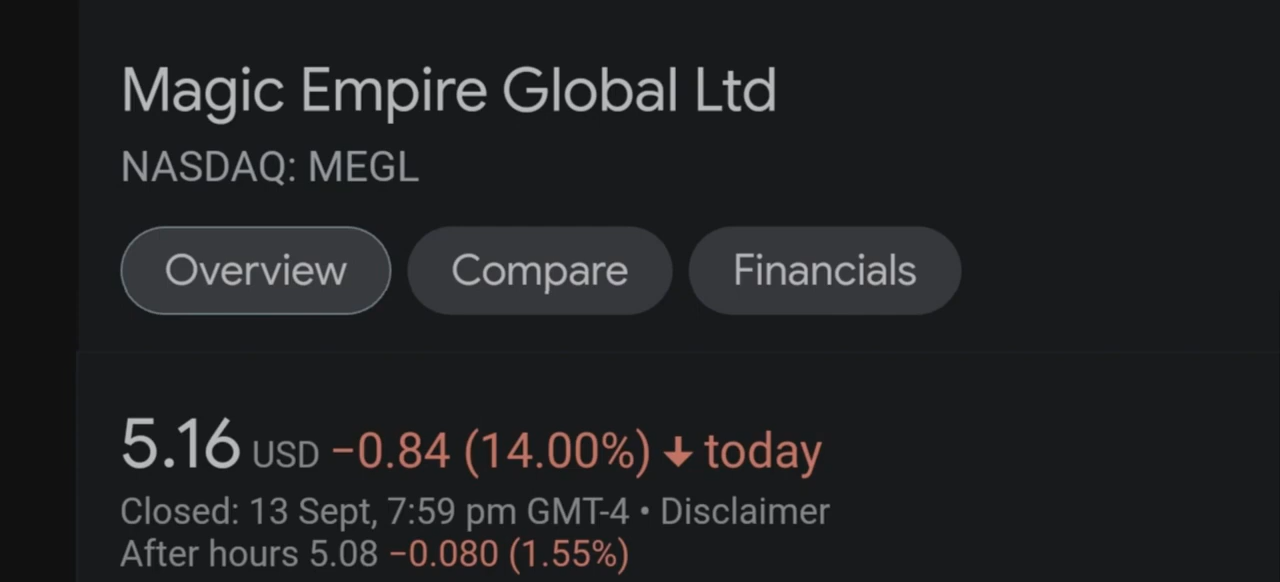 Magic Empire Global Ltd
NASDAQ: MEGL
Overview Compare Financials
5.16 USD −0.84 (14.00%) ↓ today
Closed: 13 Sept, 7:59 pm GMT-4 • Disclaimer
After hours 5.08 −0.080 (1.55%)